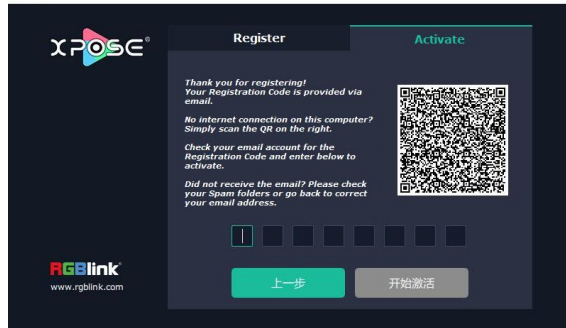 XPOSE®
Register
Activate
Thank you for registering!
Your Registration Code is provided via
email.
No internet connection on this computer?
Simply scan the QR on the right.
Check your email account for the
Registration Code and enter below to
activate.
Did not receive the email? Please check
your Spam folders or go back to correct
your email address.
RGBlink®
www.rgblink.com
上一步
开始激活